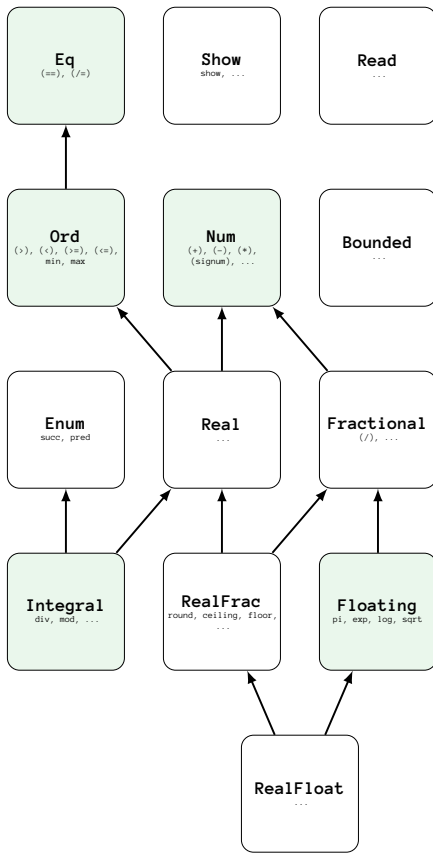 Eq
(==), (/=)
Show
show, ...
Read
...
Ord
(>), (<), (>=), (<=),
min, max
Num
(+), (-), (*),
(signum), ...
Bounded
...
Enum
succ, pred
Real
...
Fractional
(/), ...
Integral
div, mod, ...
RealFrac
round, ceiling, floor,
...
Floating
pi, exp, log, sqrt
RealFloat
...